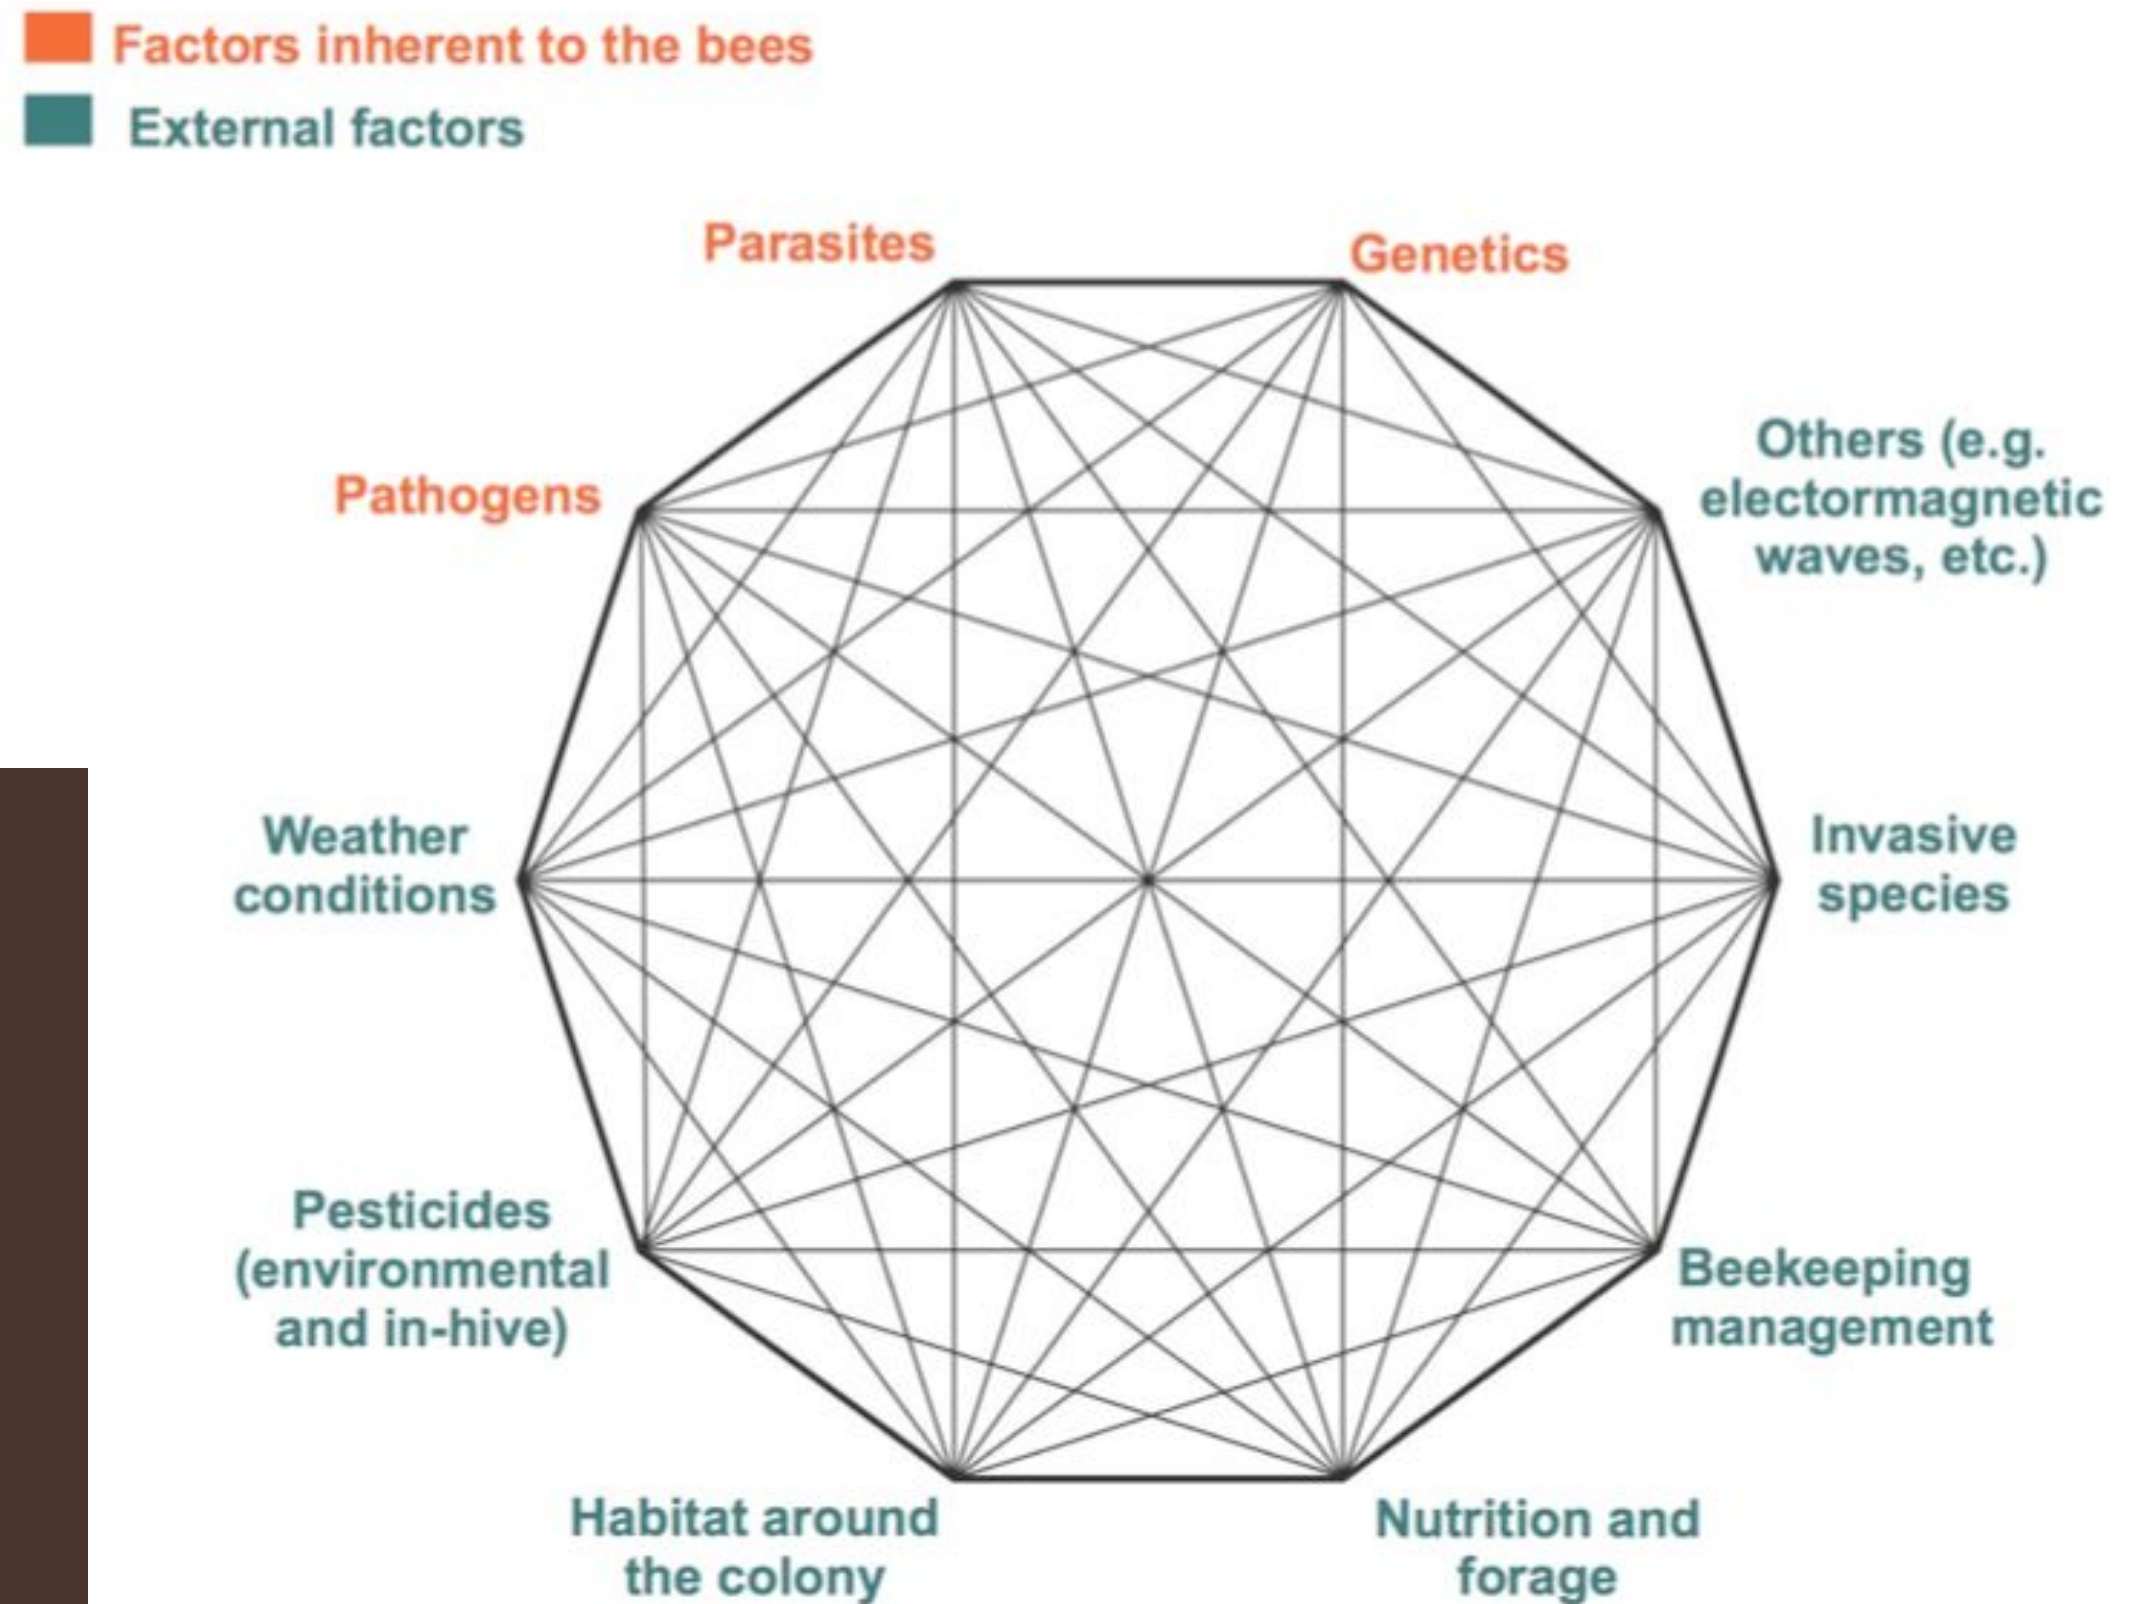 Factors inherent to the bees
External factors
Parasites
Genetics
Others (e.g.
electormagnetic
waves, etc.)
Pathogens
Weather
conditions
Invasive
species
Pesticides
(environmental
and in-hive)
Beekeeping
management
Habitat around
the colony
Nutrition and
forage